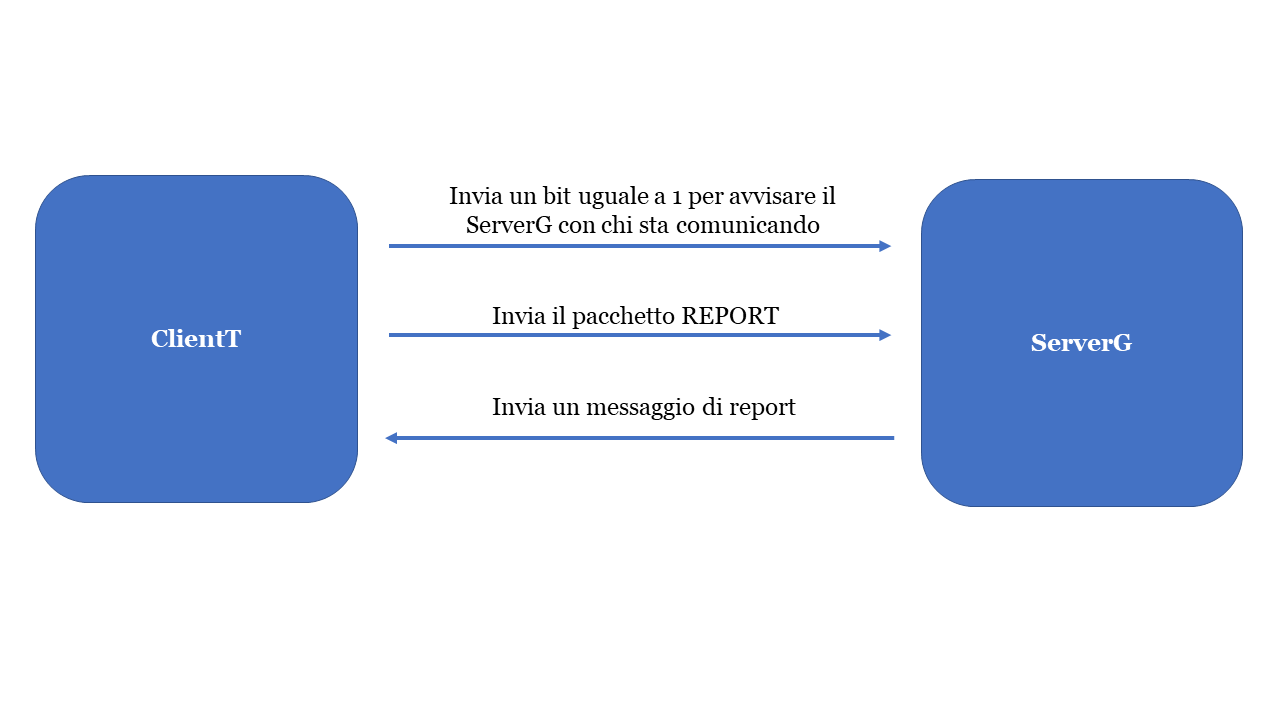 Invia un bit uguale a 1 per avvisare il
ServerG con chi sta comunicando
Invia il pacchetto REPORT
ClientT
ServerG
Invia un messaggio di report